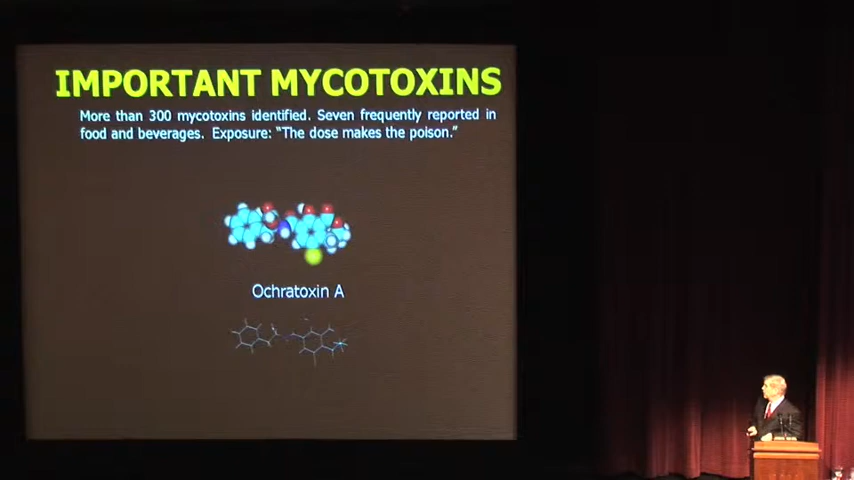 IMPORTANT MYCOTOXINS
More than 300 mycotoxins identified. Seven frequently reported in
food and beverages. Exposure: "The dose makes the poison."
Ochratoxin A